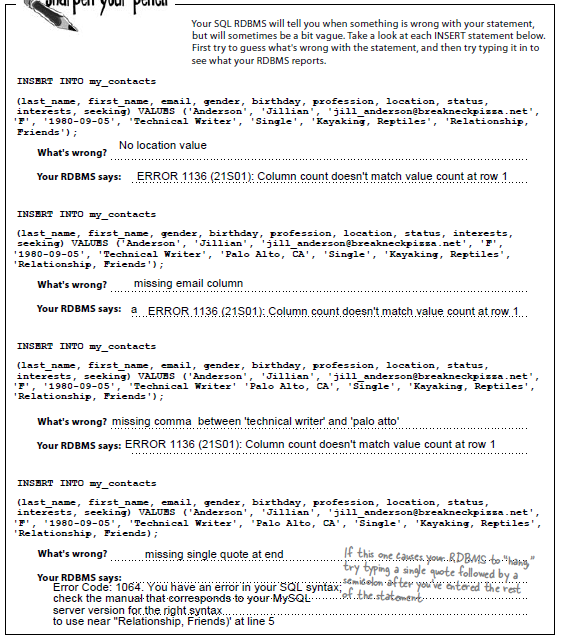 Sharpen your pencil
Your SQL RDBMS will tell you when something is wrong with your statement,
but will sometimes be a bit vague. Take a look at each INSERT statement below.
First try to guess what's wrong with the statement, and then try typing it in to
see what your RDBMS reports.
INSERT INTO my_contacts
(last_name, first_name, email, gender, birthday, profession, location, status,
interests, seeking) VALUES ('Anderson', 'Jillian', 'jill_anderson@breakneckpizza.net',
'F', '1980-09-05', 'Technical Writer', 'Single', 'Kayaking, Reptiles', 'Relationship,
Friends');
What's wrong? No location value
Your RDBMS says: ERROR 1136 (21S01): Column count doesn't match value count at row 1
INSERT INTO my_contacts
(last_name, first_name, gender, birthday, profession, location, status, interests,
seeking) VALUES ('Anderson', 'Jillian', 'jill_anderson@breakneckpizza.net', 'F',
'1980-09-05', 'Technical Writer', 'Palo Alto, CA', 'Single', 'Kayaking, Reptiles',
'Relationship, Friends');
What's wrong? missing email column
Your RDBMS says: a ERROR 1136 (21S01): Column count doesn't match value count at row 1
INSERT INTO my_contacts
(last_name, first_name, email, gender, birthday, profession, location, status,
interests, seeking) VALUES ('Anderson', 'Jillian', 'jill_anderson@breakneckpizza.net',
'F', '1980-09-05', 'Technical Writer' 'Palo Alto, CA', 'Single', 'Kayaking, Reptiles',
'Relationship, Friends');
What's wrong? missing comma between 'technical writer' and 'palo atto'
Your RDBMS says: ERROR 1136 (21S01): Column count doesn't match value count at row 1
INSERT INTO my_contacts
(last_name, first_name, email, gender, birthday, profession, location, status,
interests, seeking) VALUES ('Anderson', 'Jillian', 'jill_anderson@breakneckpizza.net',
'F', '1980-09-05', 'Technical Writer', 'Palo Alto, CA', 'Single', 'Kayaking, Reptiles',
'Relationship, Friends);
What's wrong? missing single quote at end
If this one causes your RDBMS to "hang,"
try typing a single quote followed by a
semicolon after you've entered the rest
of the statement.
Your RDBMS says:
Error Code: 1064. You have an error in your SQL syntax;
check the manual that corresponds to your MySQL
server version for the right syntax
to use near ''Relationship, Friends)' at line 5